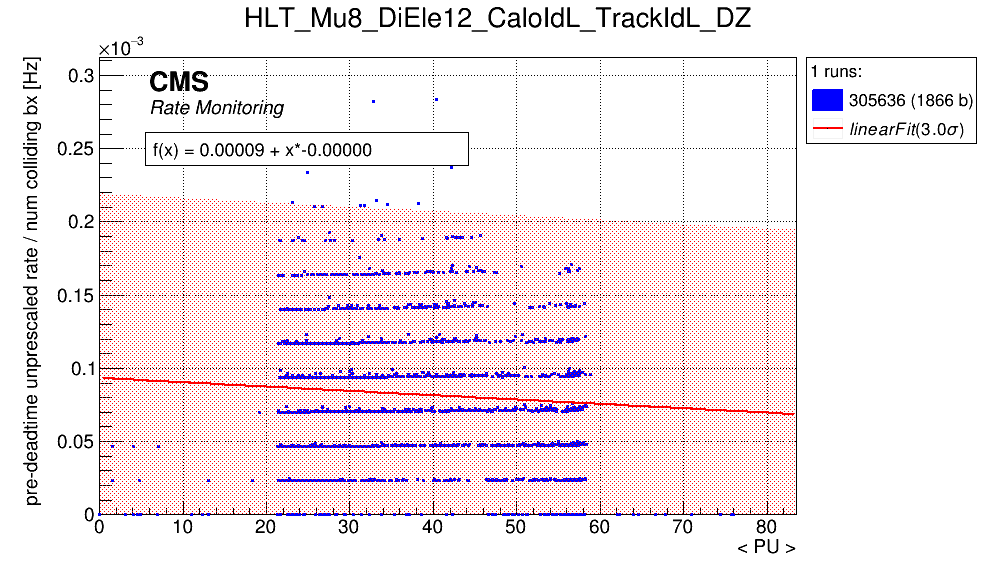 HLT_Mu8_DiEle12_CaloIdL_TrackIdL_DZ
×10⁻³
CMS
Rate Monitoring
f(x) = 0.00009 + x*-0.00000
1 runs:
305636 (1866 b)
linearFit(3.0σ)
pre-deadtime unprescaled rate / num colliding bx [Hz]
0.3
0.25
0.2
0.15
0.1
0.05
0
0 10 20 30 40 50 60 70 80
< PU >